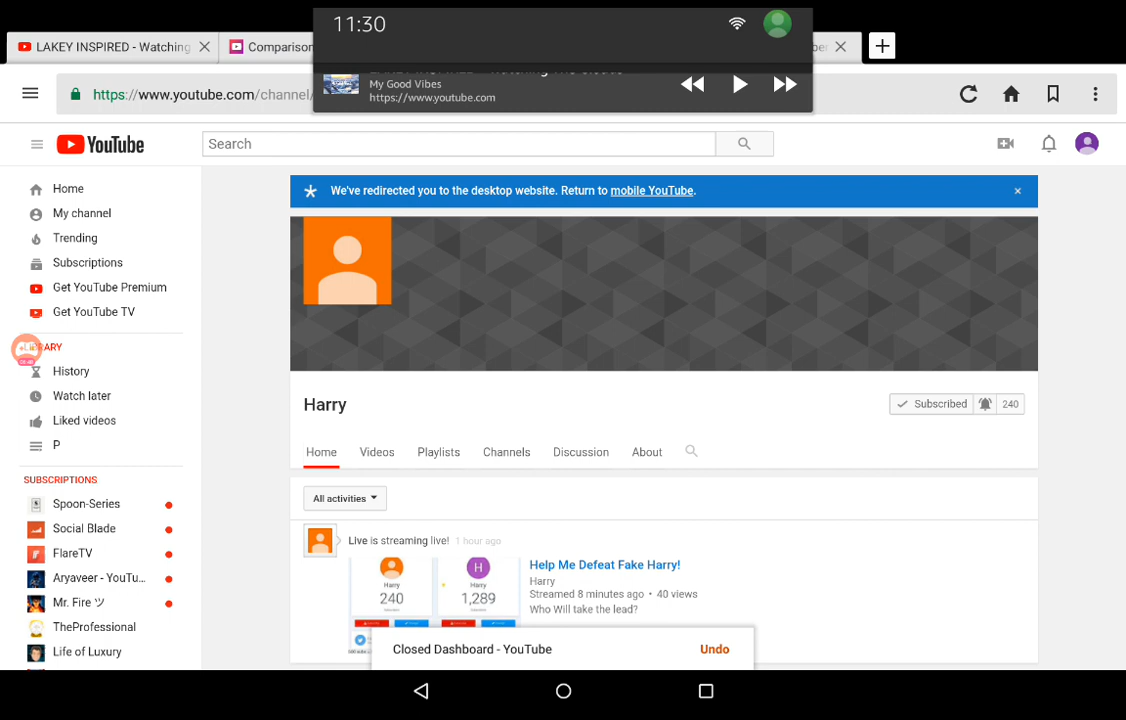 11:30
LAKEY INSPIRED - Watching
Comparison
My Good Vibes
https://www.youtube.com
https://www.youtube.com/channel/
YouTube
Search
We've redirected you to the desktop website. Return to mobile YouTube.
Home
My channel
Trending
Subscriptions
Get YouTube Premium
Get YouTube TV
LIBRARY
History
Watch later
Liked videos
P
SUBSCRIPTIONS
Spoon-Series
Social Blade
FlareTV
Aryaveer - YouTu...
Mr. Fire ツ
TheProfessional
Life of Luxury
Harry
Subscribed 240
Home Videos Playlists Channels Discussion About
All activities
Live is streaming live! 1 hour ago
Harry
240
H
Harry
1,289
Help Me Defeat Fake Harry!
Harry
Streamed 8 minutes ago • 40 views
Who Will take the lead?
Closed Dashboard - YouTube Undo